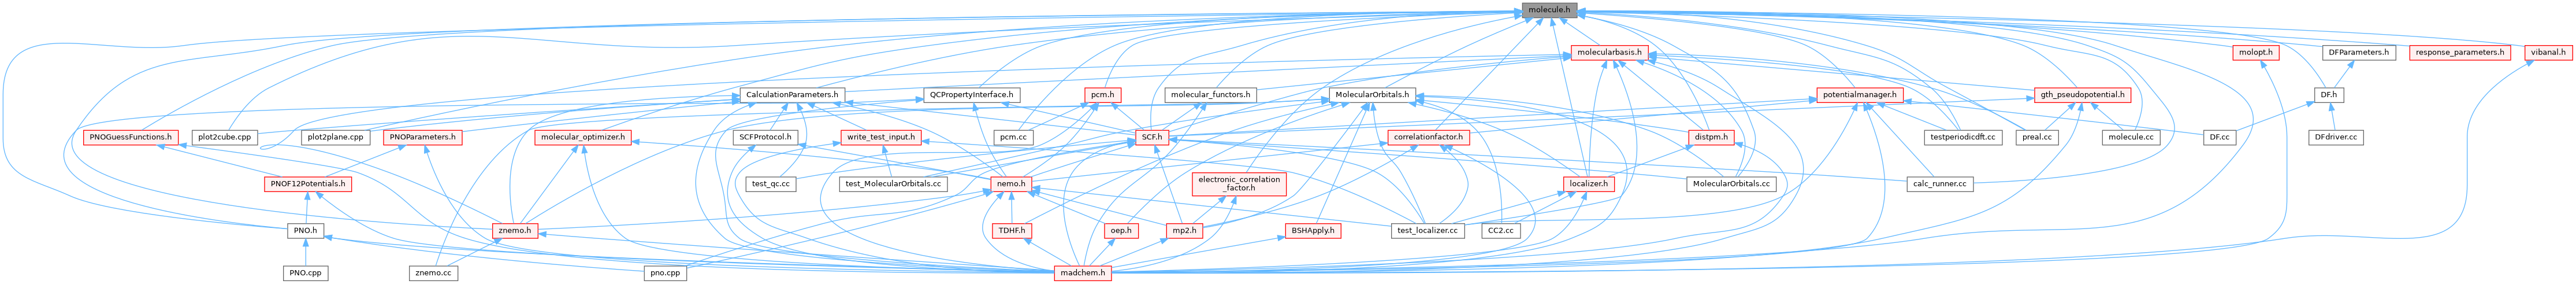 molecule.h
molecularbasis.h
molopt.h
DFParameters.h
response_parameters.h
vibanal.h
CalculationParameters.h
QCPropertyInterface.h
pcm.h
molecular_functors.h
MolecularOrbitals.h
potentialmanager.h
gth_pseudopotential.h
DF.h
PNOGuessFunctions.h
plot2cube.cpp
plot2plane.cpp
PNOParameters.h
molecular_optimizer.h
SCFProtocol.h
write_test_input.h
pcm.cc
SCF.h
correlationfactor.h
distpm.h
testperiodicdft.cc
preal.cc
molecule.cc
DF.cc
DFdriver.cc
PNOF12Potentials.h
test_qc.cc
test_MolecularOrbitals.cc
nemo.h
electronic_correlation
_factor.h
localizer.h
MolecularOrbitals.cc
calc_runner.cc
PNO.h
znemo.h
TDHF.h
oep.h
mp2.h
BSHApply.h
test_localizer.cc
CC2.cc
PNO.cpp
znemo.cc
pno.cpp
madchem.h